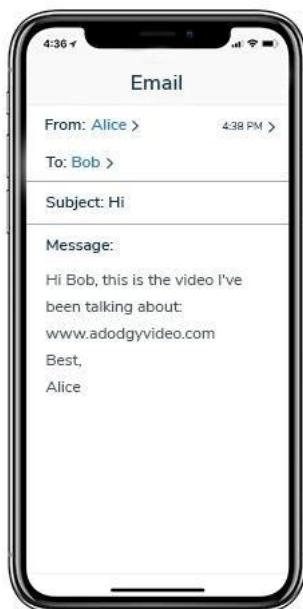 4:36
Email
From: Alice >
4:38 PM >
To: Bob >
Subject: Hi
Message:
Hi Bob, this is the video I've
been talking about:
www.adodgyvideo.com
Best,
Alice